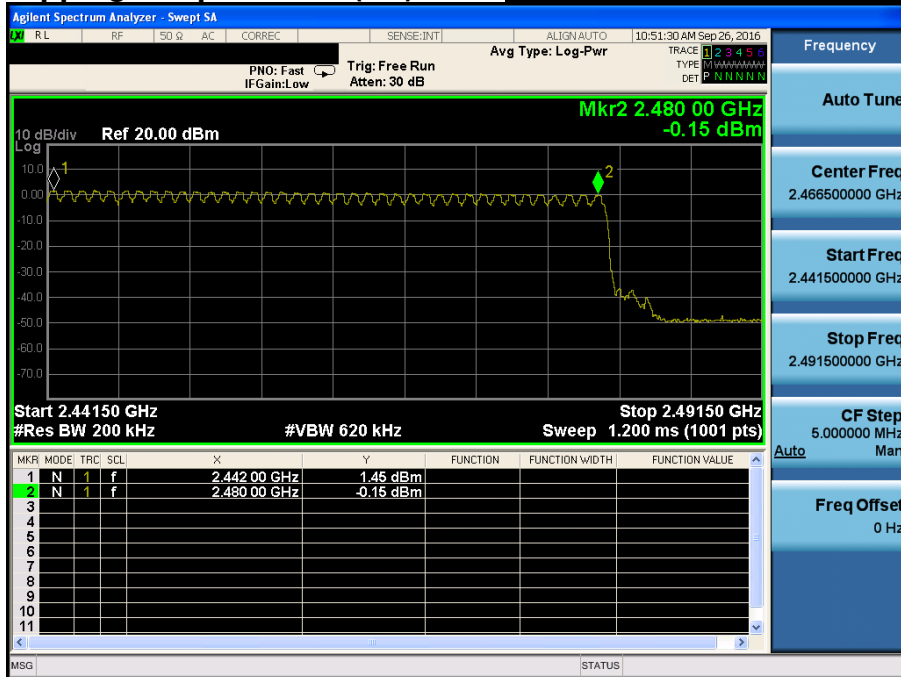 Agilent Spectrum Analyzer - Swept SA
LXI RL RF 50 Ω AC CORREC SENSE:INT ALIGNAUTO 10:51:30 AM Sep 26, 2016
Avg Type: Log-Pwr
TRACE 1 2 3 4 5 6
PNO: Fast Trig: Free Run TYPE M WWWWW
IFGain:Low Atten: 30 dB DET P N N N N N
Mkr2 2.480 00 GHz
10 dB/div Ref 20.00 dBm -0.15 dBm
Log
10.0
0.00
-10.0
-20.0
-30.0
-40.0
-50.0
-60.0
-70.0
1
2
Start 2.44150 GHz Stop 2.49150 GHz
#Res BW 200 kHz #VBW 620 kHz Sweep 1.200 ms (1001 pts)
MKR MODE TRC SCL X Y FUNCTION FUNCTION WIDTH FUNCTION VALUE
1 N 1 f 2.442 00 GHz 1.45 dBm
2 N 1 f 2.480 00 GHz -0.15 dBm
3
4
5
6
7
8
9
10
11
MSG STATUS
Frequency
Auto Tune
Center Freq
2.466500000 GHz
Start Freq
2.441500000 GHz
Stop Freq
2.491500000 GHz
CF Step
5.000000 MHz
Auto Man
Freq Offset
0 Hz